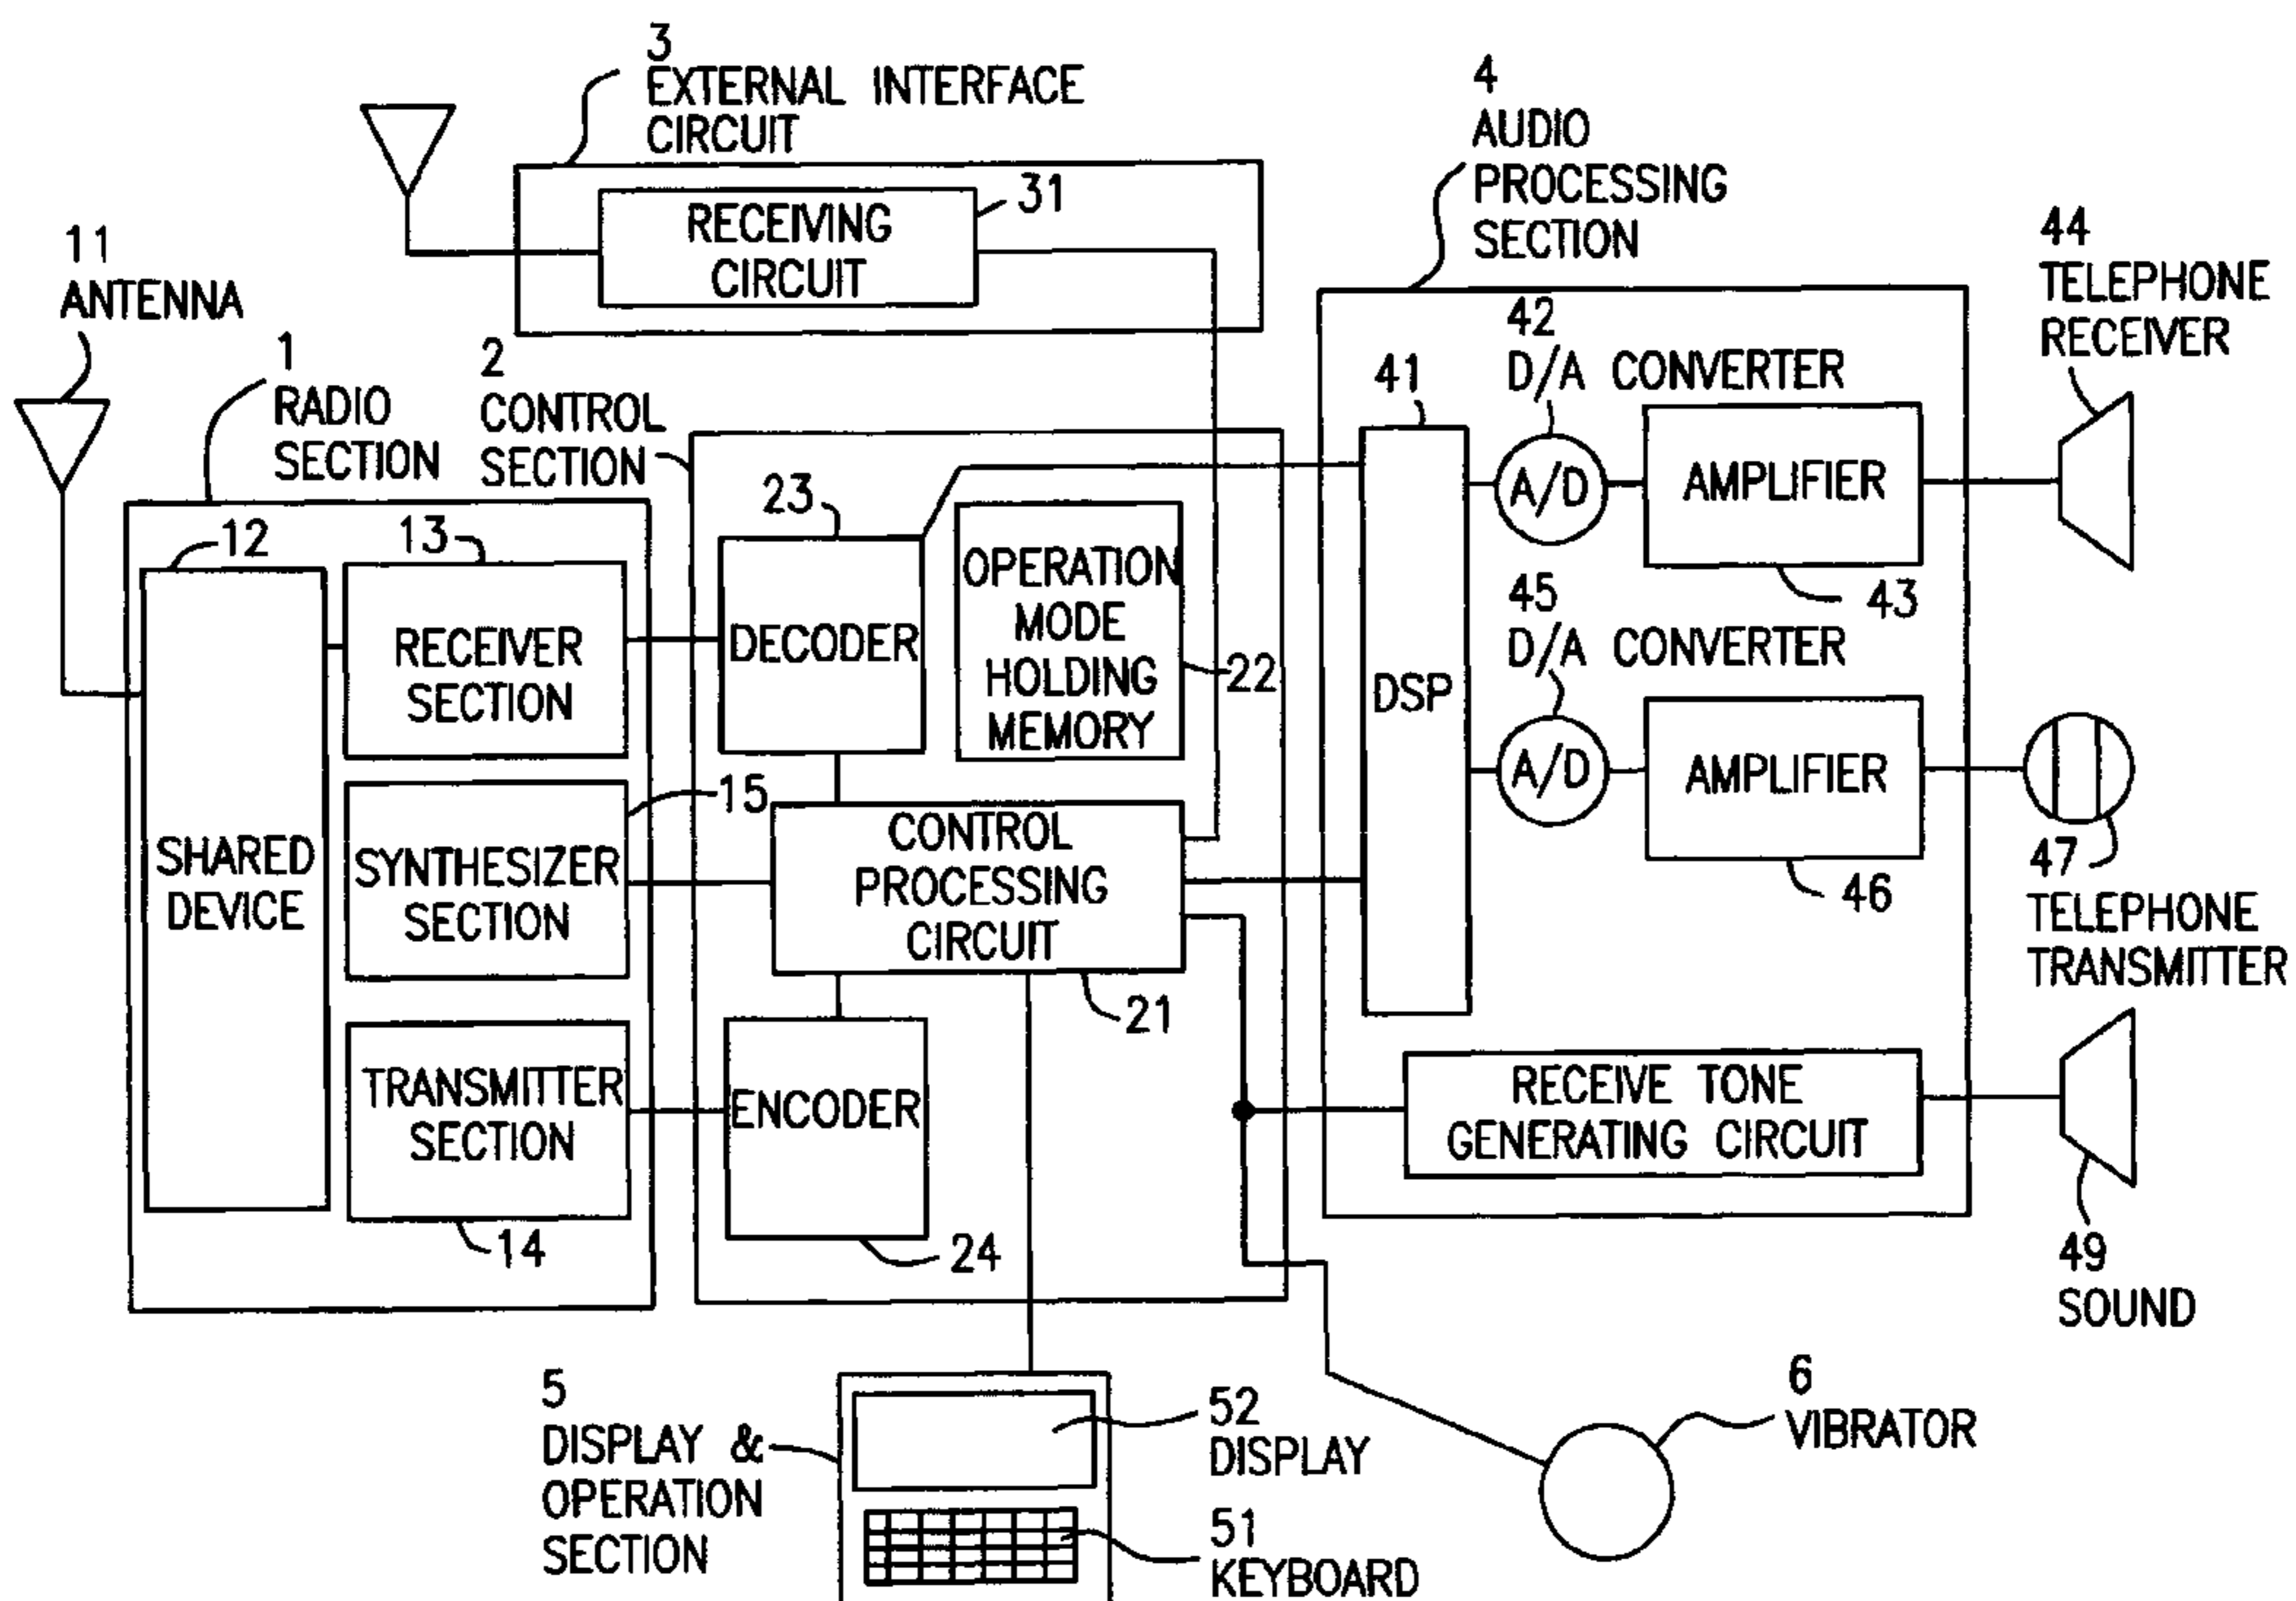 3
EXTERNAL INTERFACE
CIRCUIT
31
RECEIVING
CIRCUIT
4
AUDIO
PROCESSING
SECTION
44
TELEPHONE
RECEIVER
11
ANTENNA
1
RADIO
SECTION
2
CONTROL
SECTION
12
SHARED
DEVICE
13
RECEIVER
SECTION
15
SYNTHESIZER
SECTION
TRANSMITTER
SECTION
14
23
DECODER
OPERATION
MODE
HOLDING
MEMORY
22
CONTROL
PROCESSING
CIRCUIT
21
ENCODER
24
41
DSP
42
D/A CONVERTER
A/D
AMPLIFIER
43
45
D/A CONVERTER
A/D
AMPLIFIER
46
47
TELEPHONE
TRANSMITTER
RECEIVE TONE
GENERATING CIRCUIT
49
SOUND
5
DISPLAY &
OPERATION
SECTION
52
DISPLAY
51
KEYBOARD
6
VIBRATOR